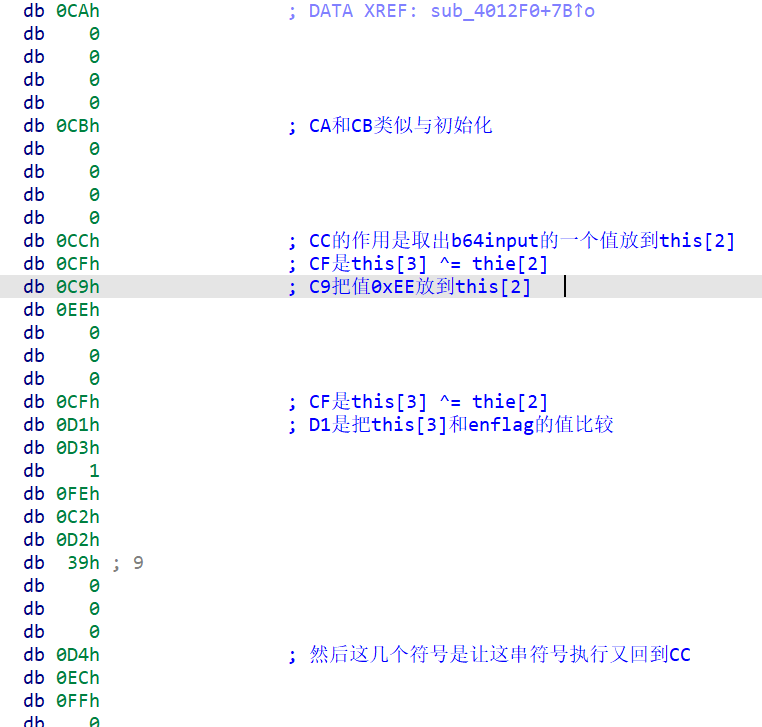 db 0CAh ; DATA XREF: sub_4012F0+7B↑o
db 0
db 0
db 0
db 0
db 0CBh ; CA和CB类似与初始化
db 0
db 0
db 0
db 0
db 0CCh ; CC的作用是取出b64input的一个值放到this[2]
db 0CFh ; CF是this[3] ^= thie[2]
db 0C9h ; C9把值0xEE放到this[2]
db 0EEh
db 0
db 0
db 0
db 0CFh ; CF是this[3] ^= thie[2]
db 0D1h ; D1是把this[3]和enflag的值比较
db 0D3h
db 1
db 0FEh
db 0C2h
db 0D2h
db 39h ; 9
db 0
db 0
db 0
db 0D4h ; 然后这几个符号是让这串符号执行又回到CC
db 0ECh
db 0FFh
db 0